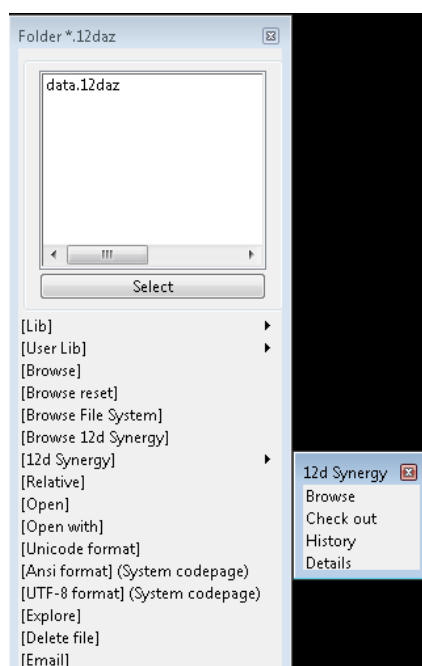 Folder *.12daz
data.12daz
Select
[Lib]
[User Lib]
[Browse]
[Browse reset]
[Browse File System]
[Browse 12d Synergy]
[12d Synergy]
[Relative]
[Open]
[Open with]
[Unicode format]
[Ansi format] (System codepage)
[UTF-8 format] (System codepage)
[Explore]
[Delete file]
[Email]
12d Synergy
Browse
Check out
History
Details